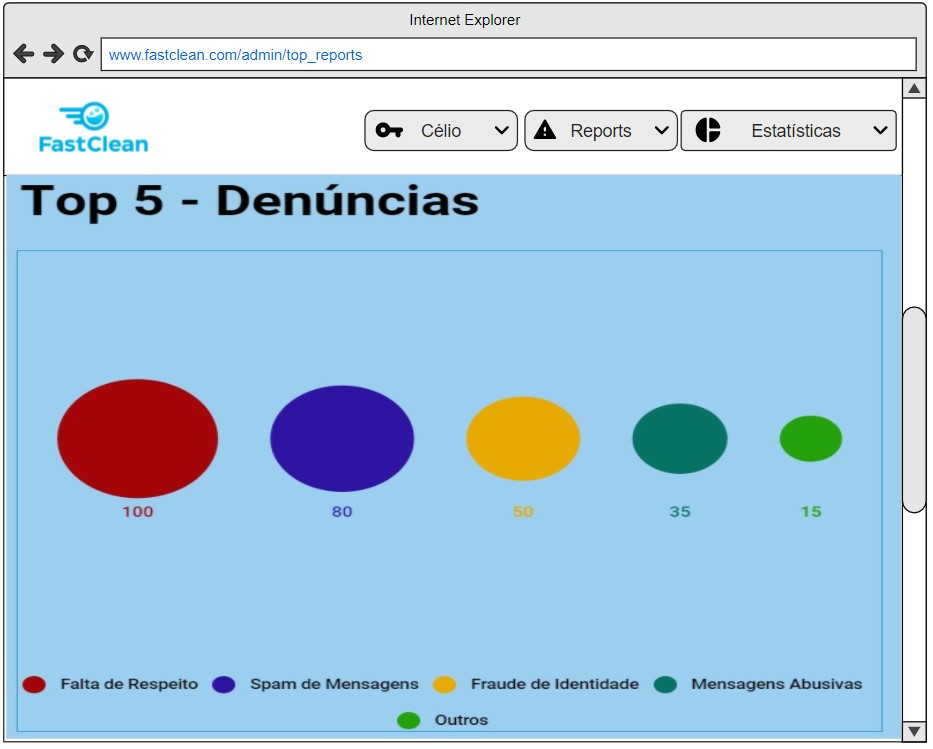 Internet Explorer
www.fastclean.com/admin/top_reports
FastClean
Célio
Reports
Estatísticas
Top 5 - Denúncias
100 80 50 35 15
Falta de Respeito Spam de Mensagens Fraude de Identidade Mensagens Abusivas
Outros